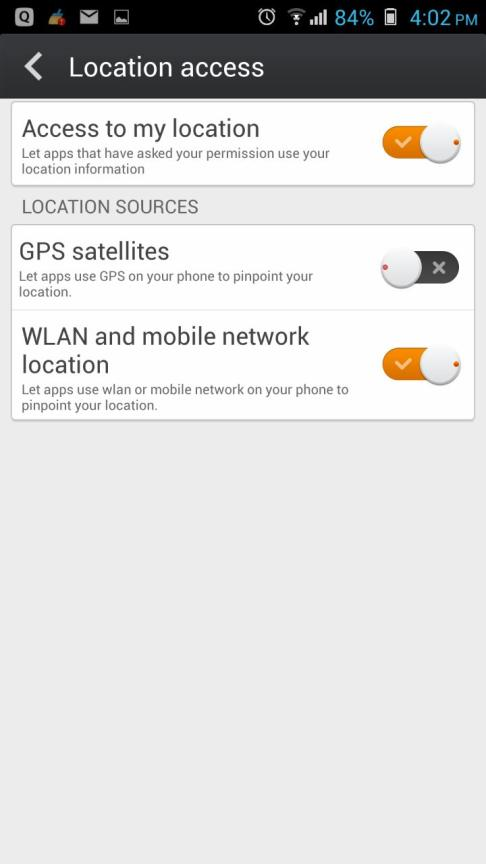 Q 84% 4:02 PM
Location access
Access to my location
Let apps that have asked your permission use your
location information
LOCATION SOURCES
GPS satellites
Let apps use GPS on your phone to pinpoint your
location.
WLAN and mobile network
location
Let apps use wlan or mobile network on your phone to
pinpoint your location.